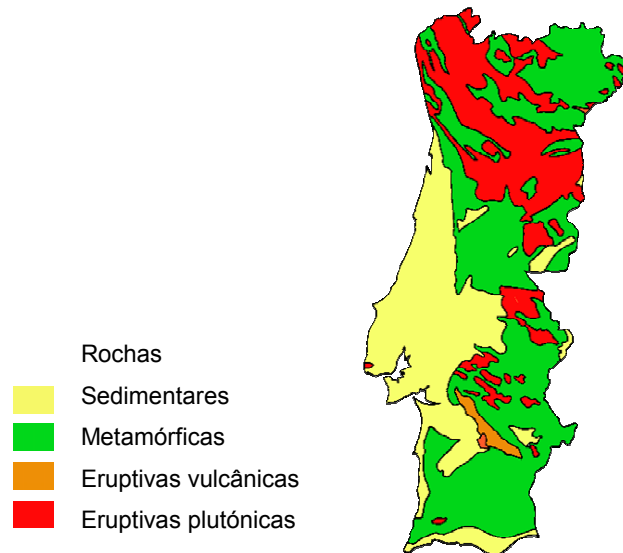 Rochas
Sedimentares
Metamórficas
Eruptivas vulcânicas
Eruptivas plutónicas